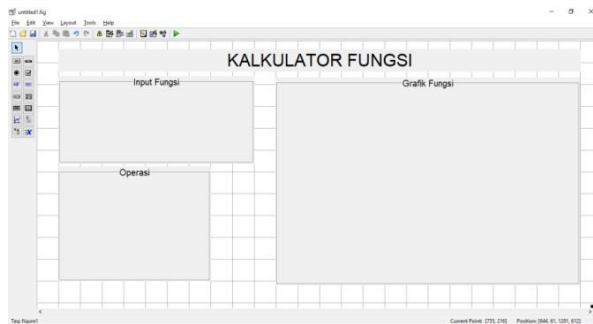 untitled1.fig
File Edit View Layout Tools Help
KALKULATOR FUNGSI
Input Fungsi
Grafik Fungsi
Operasi
Tag: figure1
Current Point: [733, 216] Position: [644, 61, 1201, 612]